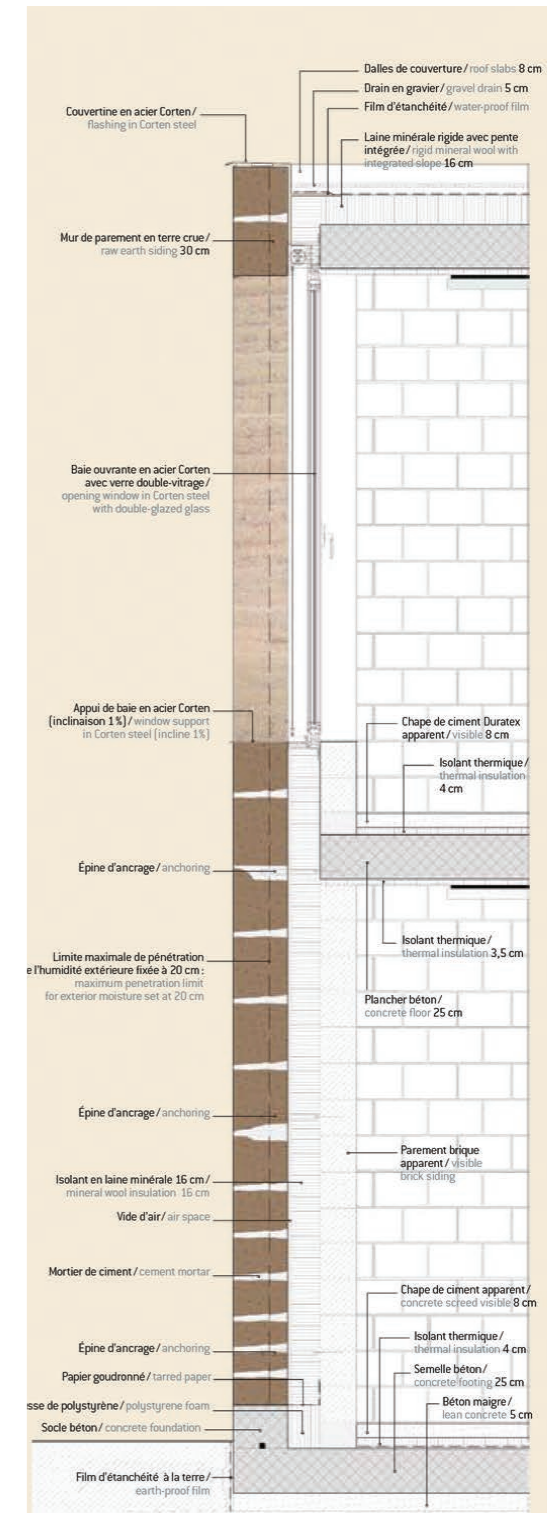 Dalles de couverture / roof slabs 8 cm
Drain en gravier / gravel drain 5 cm
Film d'étanchéité / water-proof film
Laine minérale rigide avec pente
intégrée / rigid mineral wool with
integrated slope 16 cm
Couvertine en acier Corten /
flashing in Corten steel
Mur de parement en terre crue /
raw earth siding 30 cm
Baie ouvrante en acier Corten
avec verre double-vitrage /
opening window in Corten steel
with double-glazed glass
Appui de baie en acier Corten
(inclinaison 1%) / window support
in Corten steel (incline 1%)
Chape de ciment Duratex
apparent / visible 8 cm
Isolant thermique /
thermal insulation
4 cm
Épine d'ancrage / anchoring
Isolant thermique /
thermal insulation 3,5 cm
Limite maximale de pénétration
e l'humidité extérieure fixée à 20 cm :
maximum penetration limit
for exterior moisture set at 20 cm
Plancher béton /
concrete floor 25 cm
Épine d'ancrage / anchoring
Parement brique
apparent / visible
brick siding
Isolant en laine minérale 16 cm /
mineral wool insulation 16 cm
Vide d'air / air space
Mortier de ciment / cement mortar
Chape de ciment apparent /
concrete screed visible 8 cm
Épine d'ancrage / anchoring
Isolant thermique /
thermal insulation 4 cm
Papier goudronné / tarred paper
Semelle béton /
concrete footing 25 cm
sse de polystyrène / polystyrene foam
Béton maigre /
lean concrete 5 cm
Socle béton / concrete foundation
Film d'étanchéité à la terre /
earth-proof film